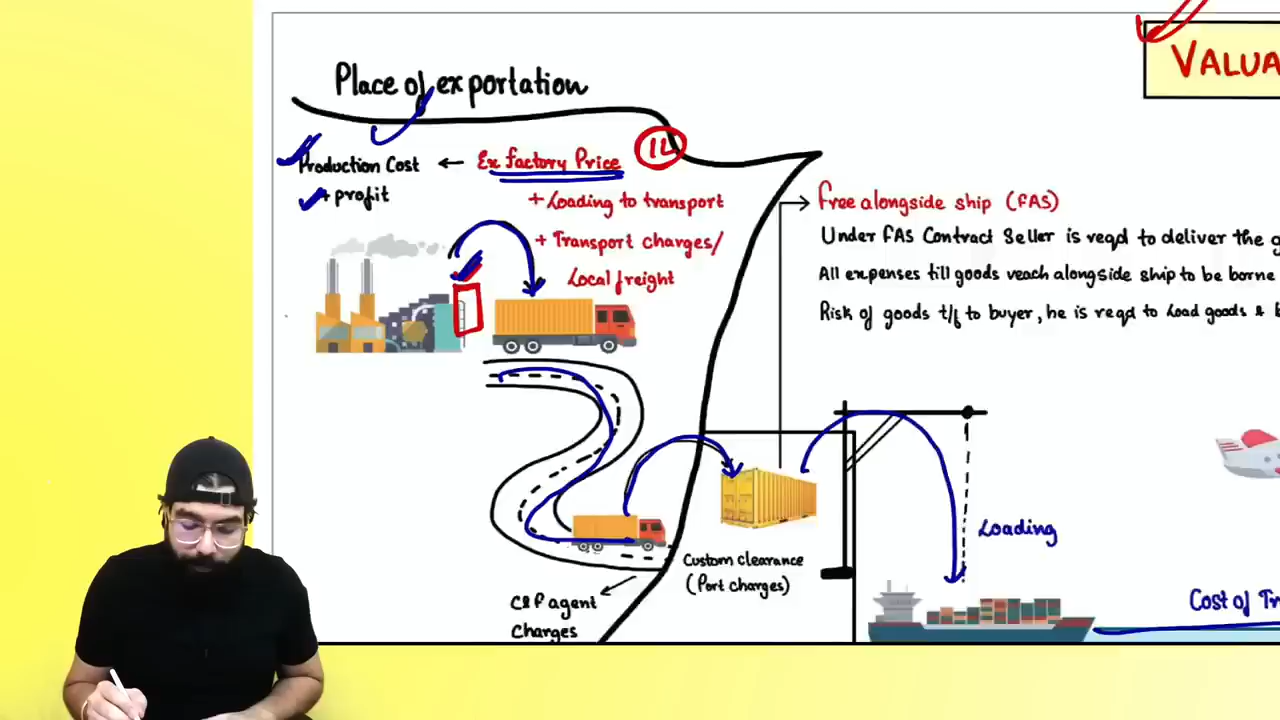 Place of exportation
VALUA
Production Cost ← Ex Factory Price
+ profit
1L
+ Loading to transport
+ Transport charges/
Local freight
Free alongside ship (FAS)
Under FAS Contract Seller is reqd to deliver the g
All expenses till goods reach alongside ship to be borne
Risk of goods t/f to buyer, he is reqd to Load goods &
Loading
Custom clearance
(Port charges)
C&F agent
Charges
Cost of Tr